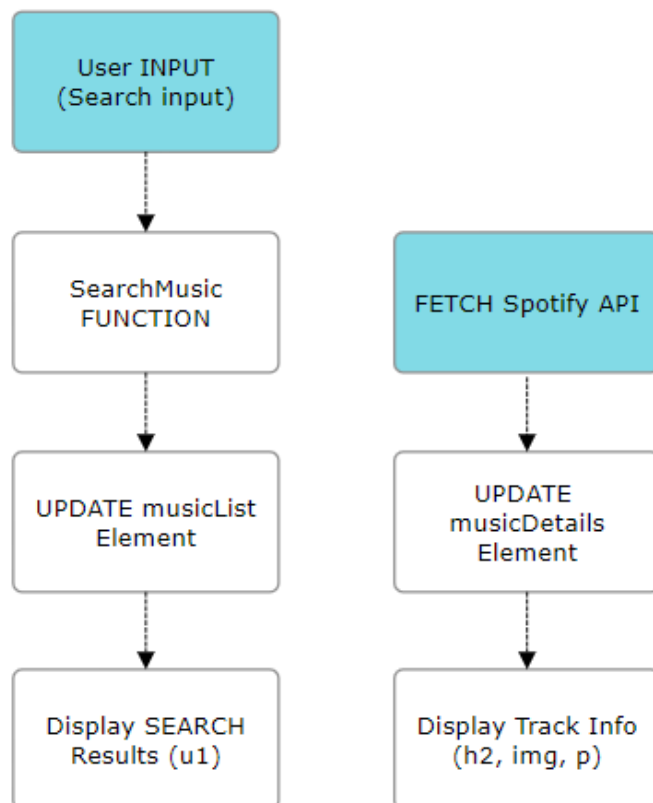 User INPUT
(Search input)
SearchMusic
FUNCTION
UPDATE musicList
Element
Display SEARCH
Results (u1)
FETCH Spotify API
UPDATE
musicDetails
Element
Display Track Info
(h2, img, p)